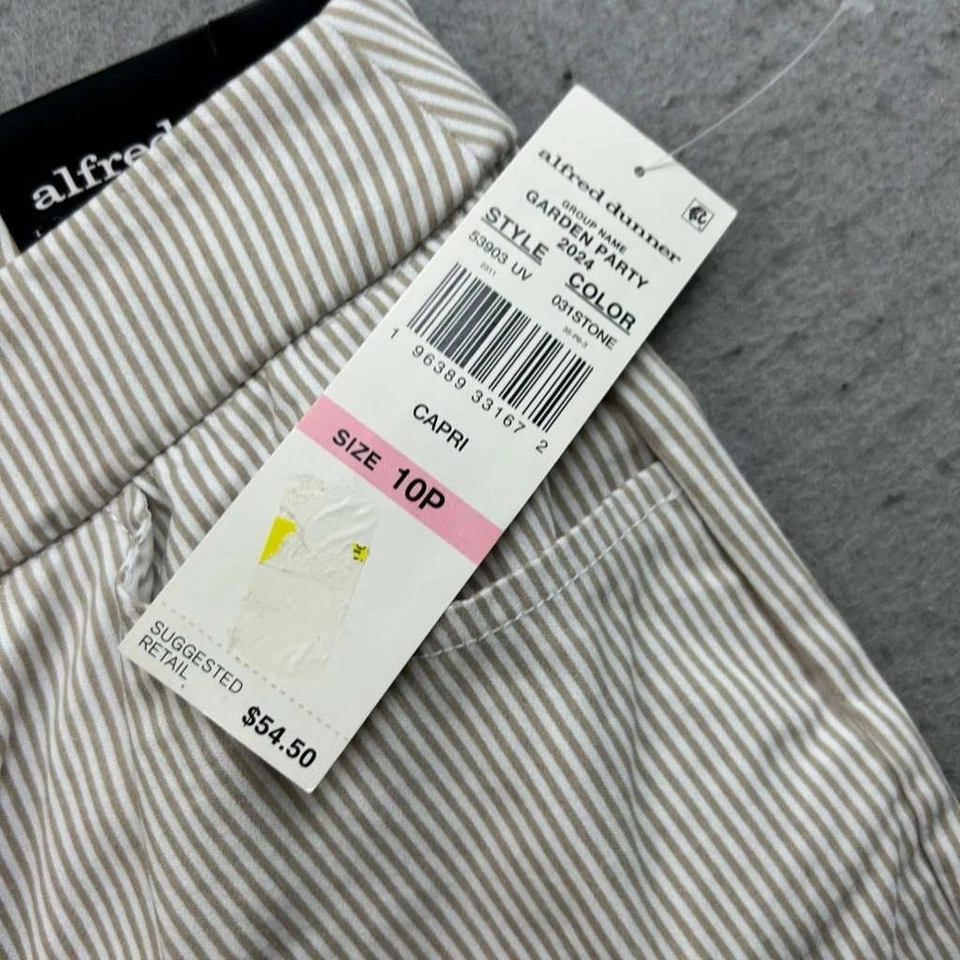 alfred
alfred dunner
a
GROUP NAME
GARDEN PARTY
2024
STYLE COLOR
53903 UV 031STONE
2311
1 96389 33167 2
CAPRI
SIZE 10P
SUGGESTED
RETAIL
$54.50